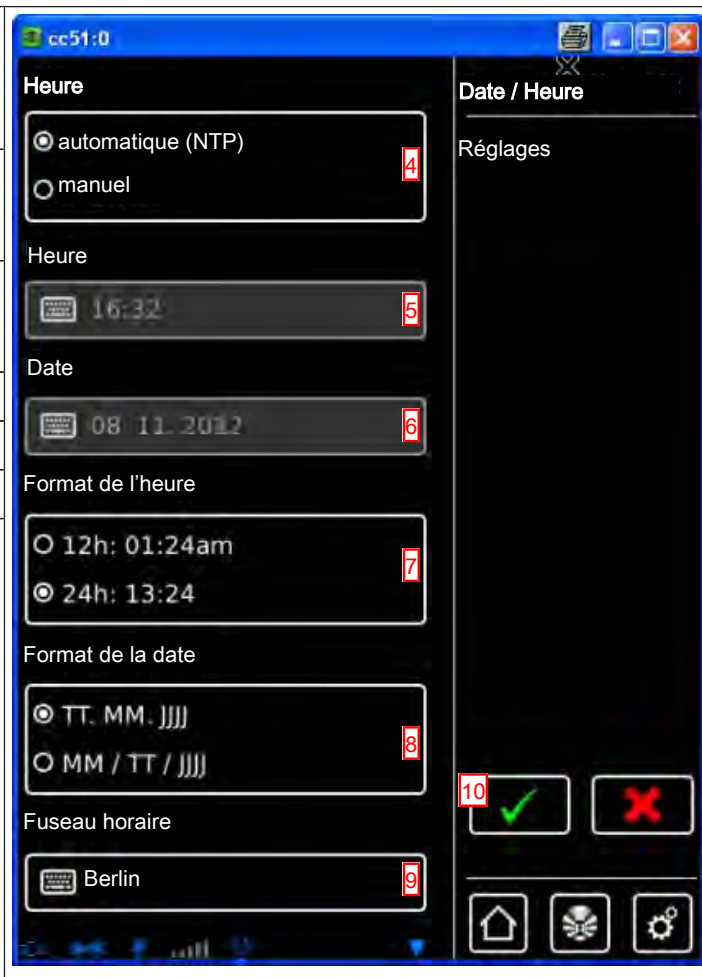 cc51:0
Heure
automatique (NTP)
manuel
4
Heure
16:32
5
Date
08 11. 2012
6
Format de l’heure
12h: 01:24am
24h: 13:24
7
Format de la date
TT. MM. JJJJ
MM / TT / JJJJ
8
Fuseau horaire
Berlin
9
Date / Heure
Réglages
10